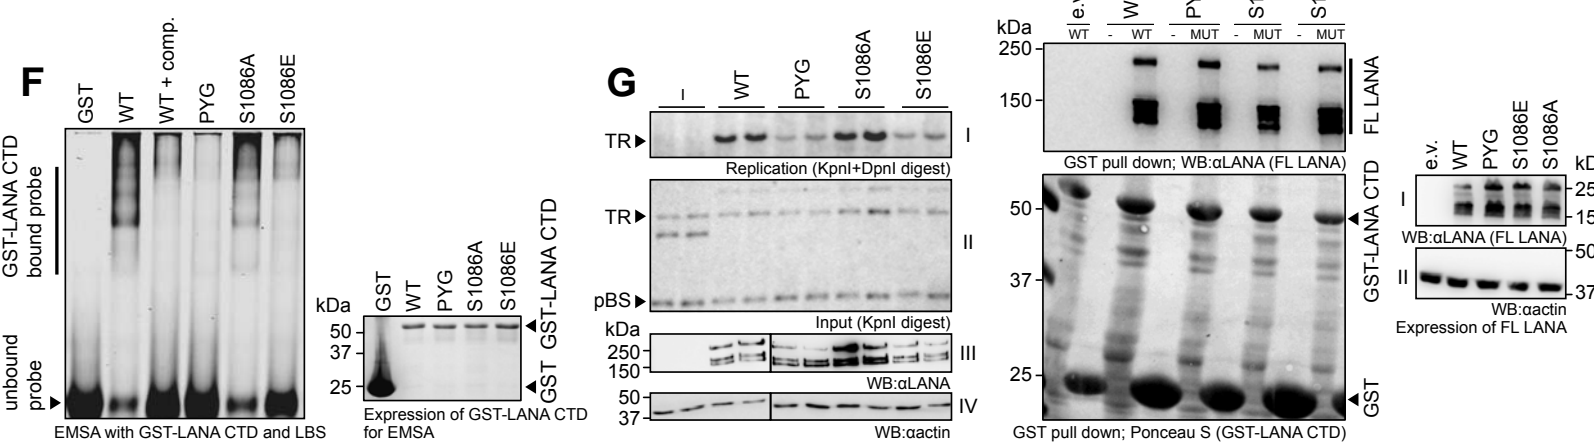 F
GST
WT
WT + comp.
PYG
S1086A
S1086E
GST-LANA CTD
bound probe
unbound
probe
EMSA with GST-LANA CTD and LBS
kDa
50
37
25
GST
WT
PYG
S1086A
S1086E
GST-LANA CTD
GST
Expression of GST-LANA CTD
for EMSA
G
I
WT
PYG
S1086A
S1086E
TR
I
Replication (KpnI+DpnI digest)
TR
II
pBS
Input (KpnI digest)
kDa
250
150
III
WB:αLANA
50
37
IV
WB:αactin
kDa
e.v.
WT - WT - MUT - MUT - MUT
250
150
FL LANA
GST pull down; WB:αLANA (FL LANA)
50
37
25
GST-LANA CTD
GST
GST pull down; Ponceau S (GST-LANA CTD)
e.v.
WT
PYG
S1086E
S1086A
I
WB:αLANA (FL LANA)
II
50
37
WB:αactin
Expression of FL LANA